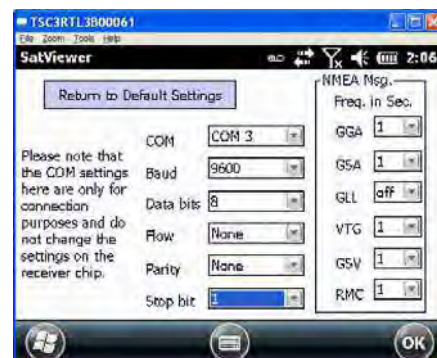 TSC3RTL3B00061
File Zoom Tools Help
SatViewer
2:06
Return to Default Settings
NMEA Msg.
Freq. in Sec.
Please note that
the COM settings
here are only for
connection
purposes and do
not change the
settings on the
receiver chip.
COM COM 3
Baud 9600
Data bits 8
Flow None
Parity None
Stop bit 1
GGA 1
GSA 1
GLL off
VTG 1
GSV 1
RMC 1
OK